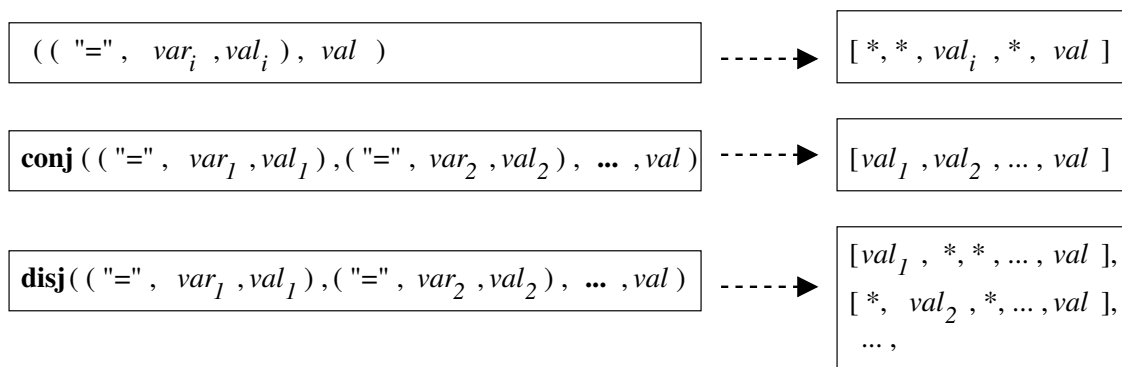 ( ( "=" , var_i , val_i ) , val ) [ *, * , val_i , * , val ]
conj ( ( "=" , var_1 , val_1 ) , ( "=" , var_2 , val_2 ) , ... , val ) [ val_1 , val_2 , ... , val ]
disj ( ( "=" , var_1 , val_1 ) , ( "=" , var_2 , val_2 ) , ... , val ) [ val_1 , *, * , ... , val ],
[ *, val_2 , *, ... , val ],
... ,